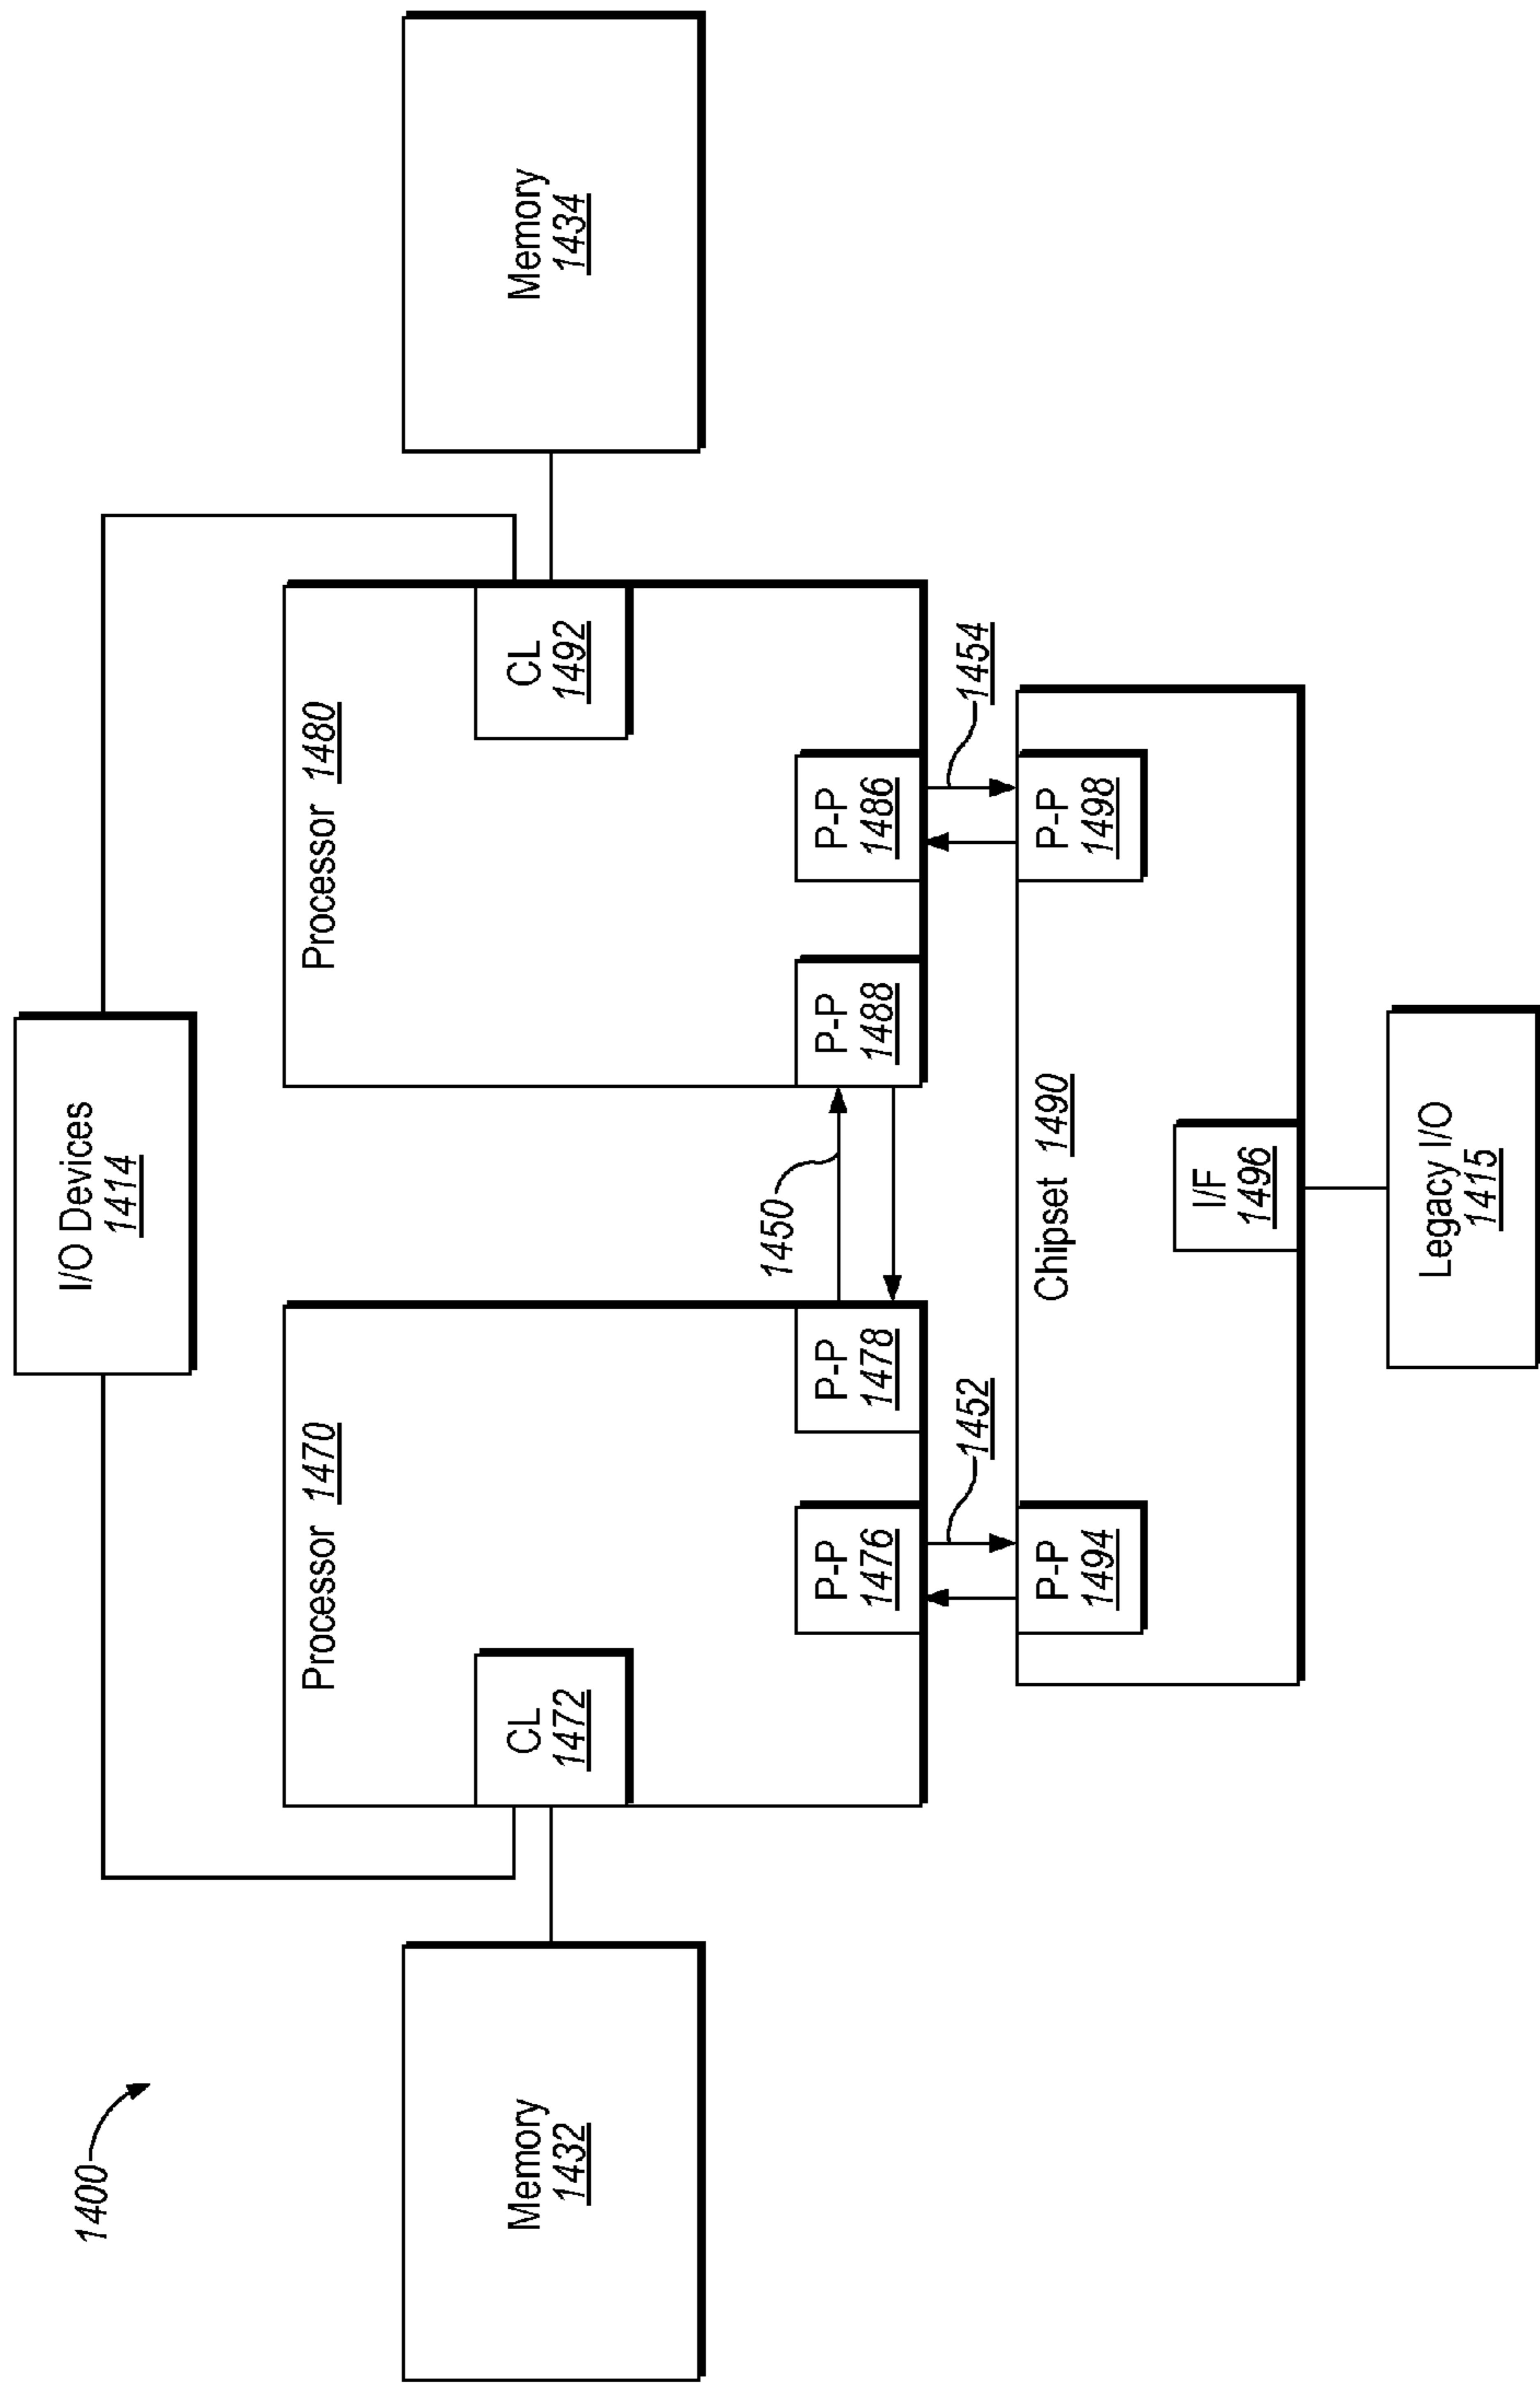 1400
I/O Devices
1414
Processor 1470
Processor 1480
Memory
1432
CL
1472
CL
1492
Memory
1434
1450
P-P
1476
P-P
1478
P-P
1488
P-P
1486
1452
1454
P-P
1494
Chipset 1490
P-P
1498
I/F
1496
Legacy I/O
1415